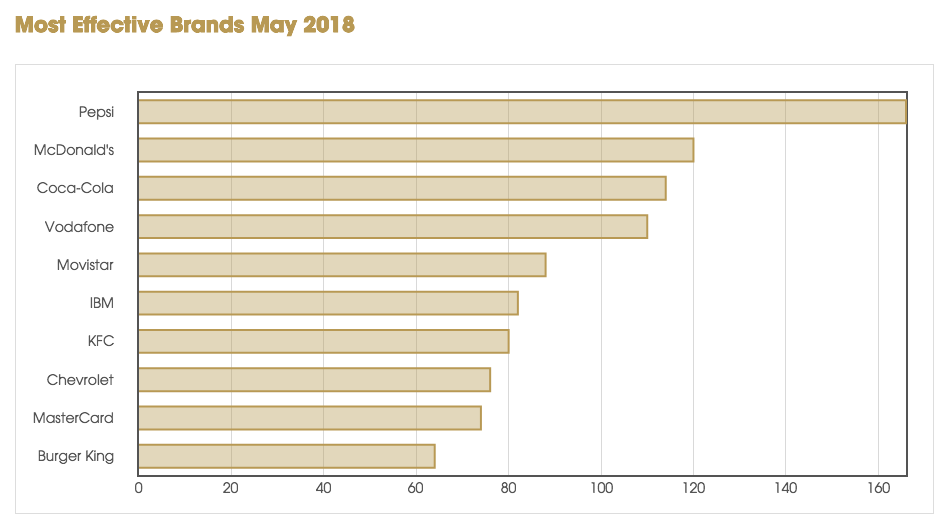 Most Effective Brands May 2018
Pepsi
McDonald's
Coca-Cola
Vodafone
Movistar
IBM
KFC
Chevrolet
MasterCard
Burger King
0 20 40 60 80 100 120 140 160